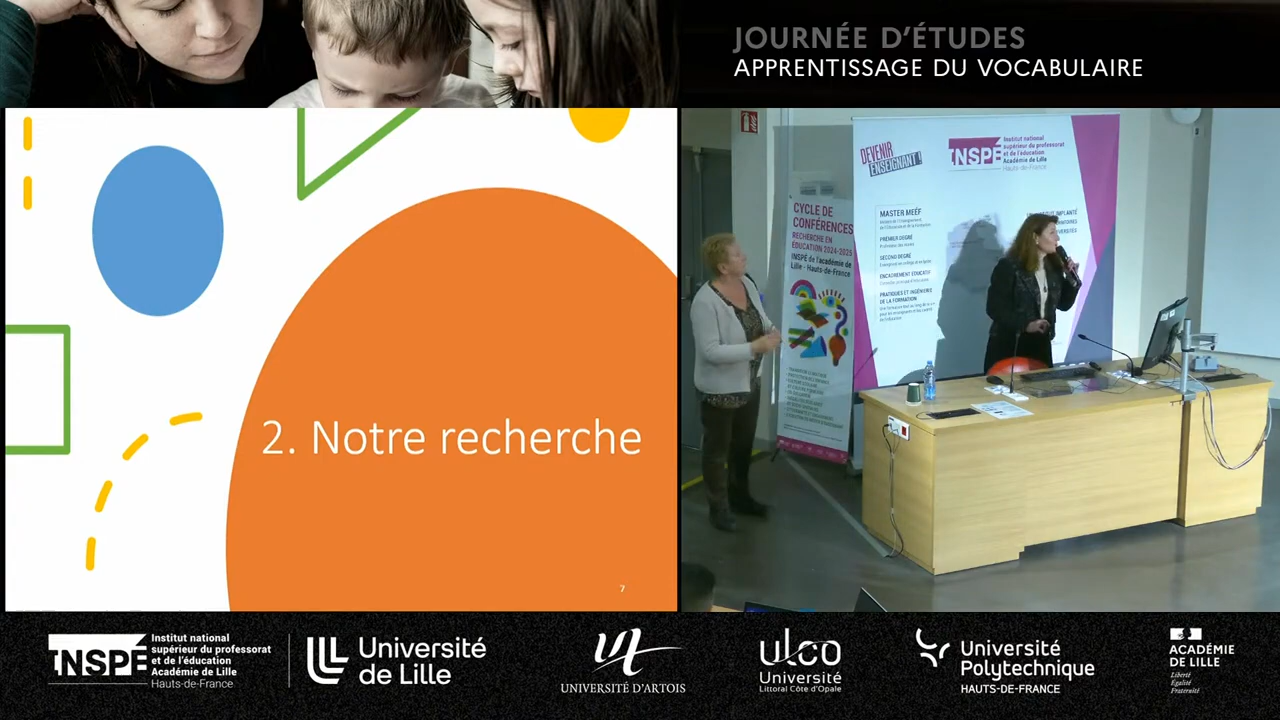 JOURNÉE D'ÉTUDES
APPRENTISSAGE DU VOCABULAIRE
2. Notre recherche
7
DEVENIR
ENSEIGNANT !
INSPÉ
Institut national
supérieur du professorat
et de l'éducation
Académie de Lille
Hauts-de-France
CYCLE DE
CONFÉRENCES
RECHERCHE EN
ÉDUCATION 2024-2025
INSPÉ de l'académie de
Lille - Hauts-de-France
MASTER MEEF
PREMIER DEGRÉ
SECOND DEGRÉ
ENCADREMENT ÉDUCATIF
PRATIQUES ET INGÉNIERIE
DE LA FORMATION
INSPÉ
Institut national
supérieur du professorat
et de l'éducation
Académie de Lille
Hauts-de-France
Université
de Lille
UNIVERSITÉ D'ARTOIS
ulco
Université
Littoral Côte d'Opale
Université
Polytechnique
HAUTS-DE-FRANCE
ACADÉMIE
DE LILLE
Liberté
Égalité
Fraternité